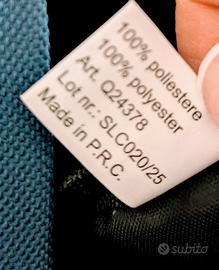 100% poliestere
100% polyester
Art. Q24378
Lot nr.: SLC020/25
Made in P.R.C.
subito